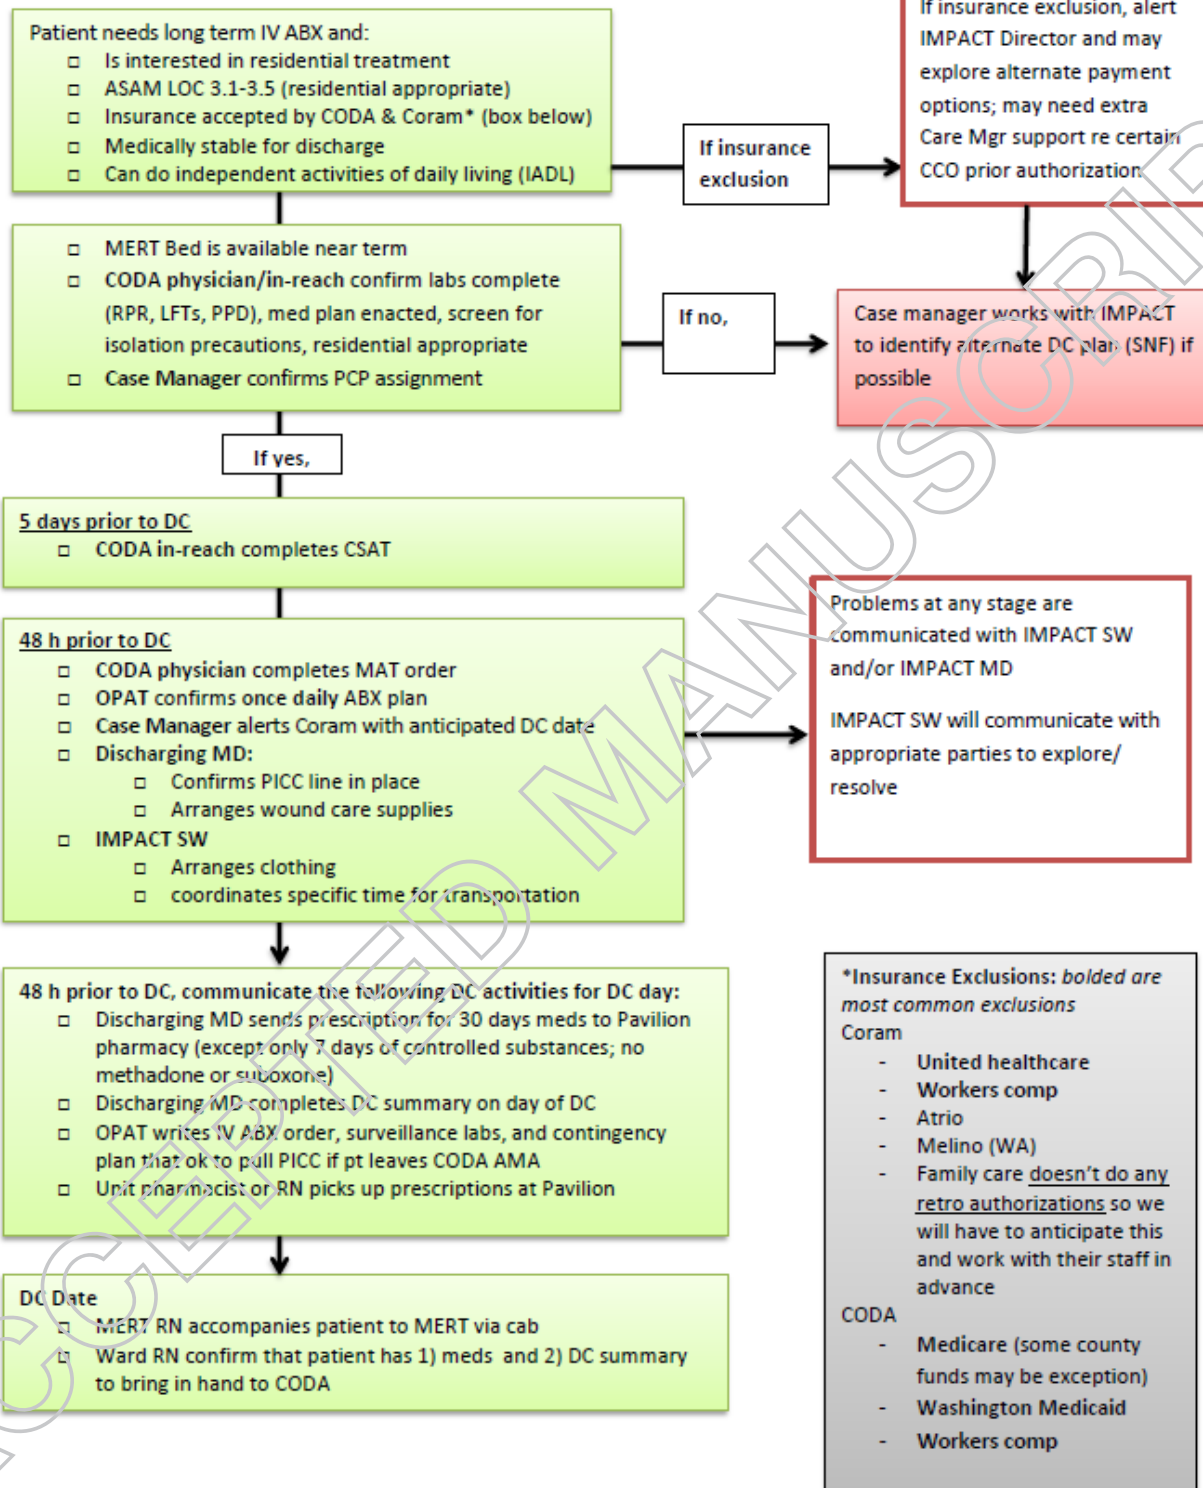 Patient needs long term IV ABX and:
□ Is interested in residential treatment
□ ASAM LOC 3.1-3.5 (residential appropriate)
□ Insurance accepted by CODA & Coram* (box below)
□ Medically stable for discharge
□ Can do independent activities of daily living (IADL)
If insurance
exclusion
If insurance exclusion, alert
IMPACT Director and may
explore alternate payment
options; may need extra
Care Mgr support re certain
CCO prior authorization
□ MERT Bed is available near term
□ CODA physician/in-reach confirm labs complete
(RPR, LFTs, PPD), med plan enacted, screen for
isolation precautions, residential appropriate
□ Case Manager confirms PCP assignment
If no,
Case manager works with IMPACT
to identify alternate DC plan (SNF) if
possible
If yes,
5 days prior to DC
□ CODA in-reach completes CSAT
48 h prior to DC
□ CODA physician completes MAT order
□ OPAT confirms once daily ABX plan
□ Case Manager alerts Coram with anticipated DC date
□ Discharging MD:
□ Confirms PICC line in place
□ Arranges wound care supplies
□ IMPACT SW
□ Arranges clothing
□ coordinates specific time for transportation
Problems at any stage are
communicated with IMPACT SW
and/or IMPACT MD
IMPACT SW will communicate with
appropriate parties to explore/
resolve
48 h prior to DC, communicate the following DC activities for DC day:
□ Discharging MD sends prescription for 30 days meds to Pavilion
pharmacy (except only 7 days of controlled substances; no
methadone or suboxone)
□ Discharging MD completes DC summary on day of DC
□ OPAT writes IV ABX order, surveillance labs, and contingency
plan that ok to pull PICC if pt leaves CODA AMA
□ Unit pharmacist or RN picks up prescriptions at Pavilion
DC Date
□ MERT RN accompanies patient to MERT via cab
□ Ward RN confirm that patient has 1) meds and 2) DC summary
to bring in hand to CODA
*Insurance Exclusions: bolded are
most common exclusions
Coram
- United healthcare
- Workers comp
- Atrio
- Melino (WA)
- Family care doesn't do any
retro authorizations so we
will have to anticipate this
and work with their staff in
advance
CODA
- Medicare (some county
funds may be exception)
- Washington Medicaid
- Workers comp
ACCEPTED MANUSCRIP